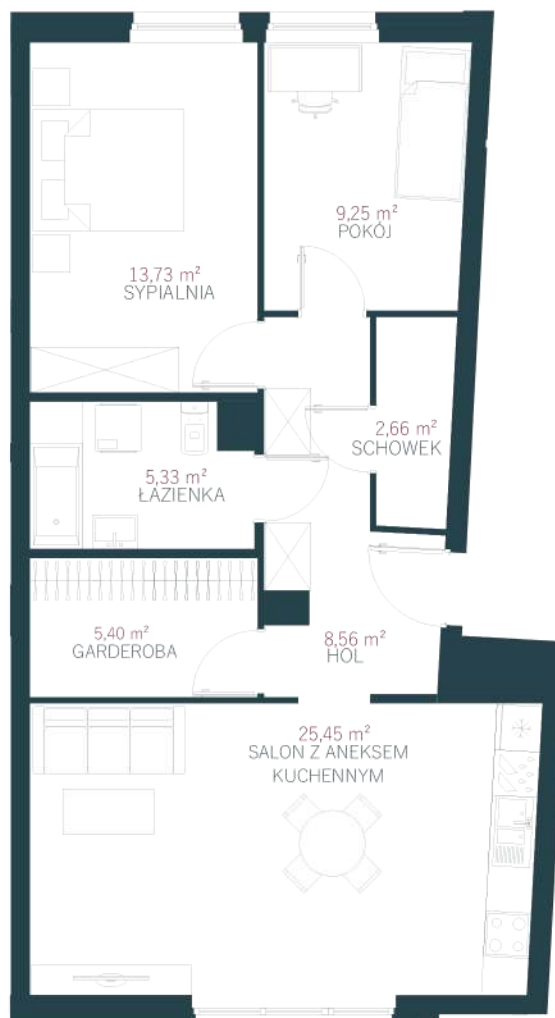 9,25 m²
POKÓJ
13,73 m²
SYPIALNIA
2,66 m²
SCHOWEK
5,33 m²
ŁAZIENKA
5,40 m²
GARDEROBA
8,56 m²
HOL
25,45 m²
SALON Z ANEKSEM
KUCHENNYM